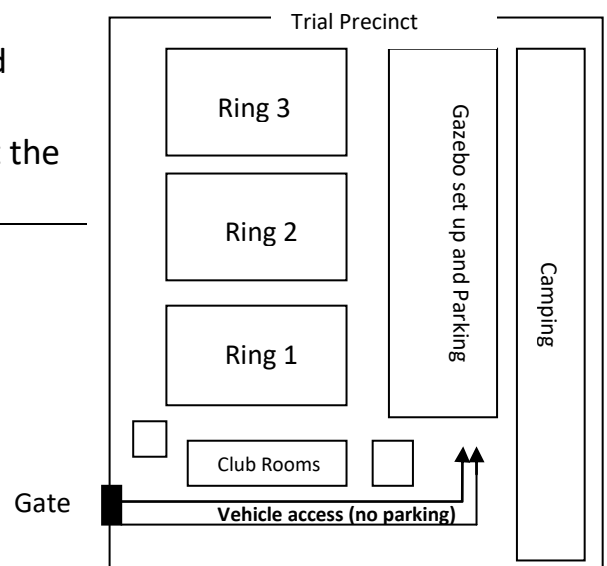 Trial Precinct
d
the
Ring 3
Ring 2
Ring 1
Gazebo set up and Parking
Camping
Club Rooms
Gate
Vehicle access (no parking)